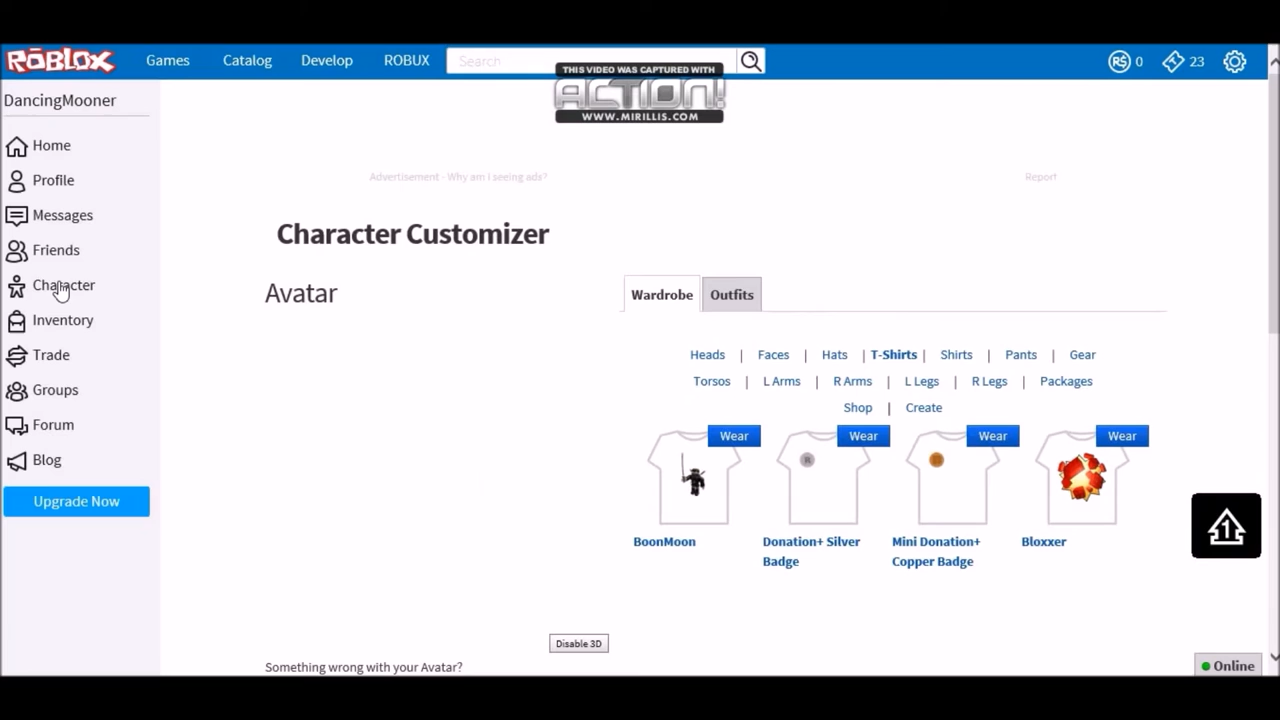 ROBLOX Games Catalog Develop ROBUX Search R$ 0 23
THIS VIDEO WAS CAPTURED WITH
ACTION!
WWW.MIRILLIS.COM
DancingMooner
Home
Profile
Messages
Friends
Character
Inventory
Trade
Groups
Forum
Blog
Upgrade Now
Advertisement - Why am I seeing ads? Report
Character Customizer
Avatar
Wardrobe Outfits
Heads | Faces | Hats | T-Shirts | Shirts | Pants | Gear
Torsos | L Arms | R Arms | L Legs | R Legs | Packages
Shop | Create
Wear Wear Wear Wear
R
BoonMoon
Donation+ Silver
Badge
Mini Donation+
Copper Badge
Bloxxer
1
Disable 3D
Something wrong with your Avatar?
Online